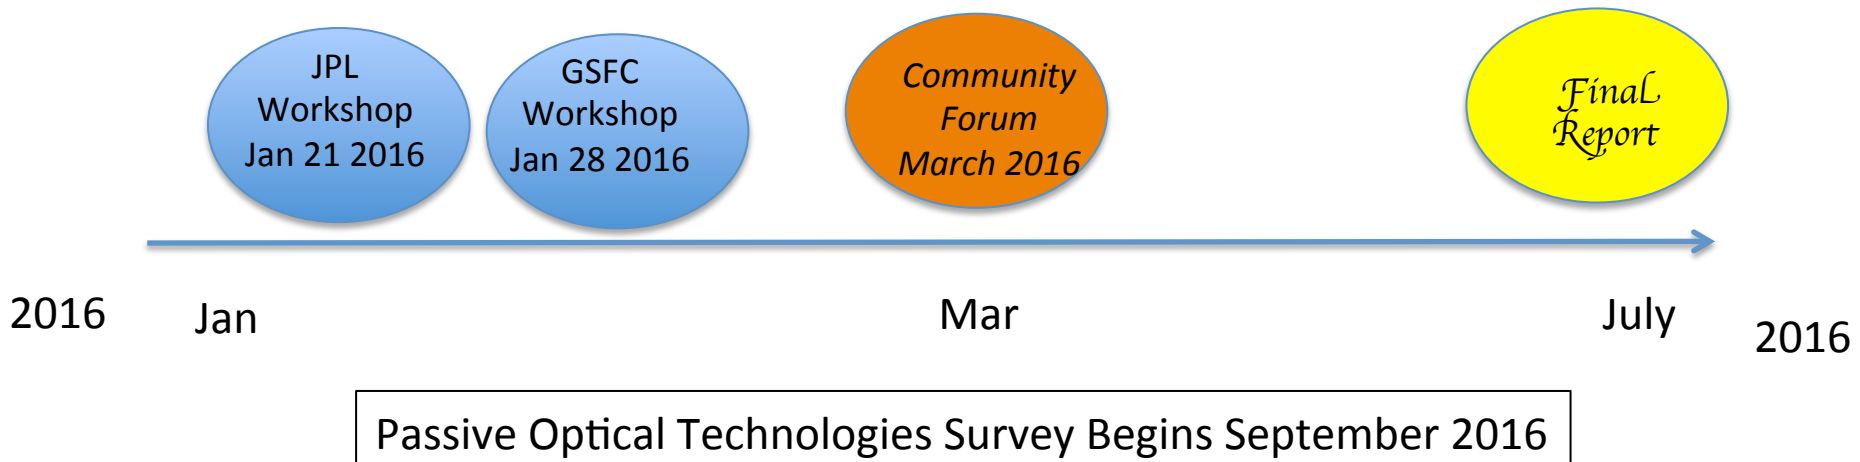 JPL
Workshop
Jan 21 2016
GSFC
Workshop
Jan 28 2016
Community
Forum
March 2016
Final
Report
2016
Jan
Mar
July
2016
Passive Optical Technologies Survey Begins September 2016